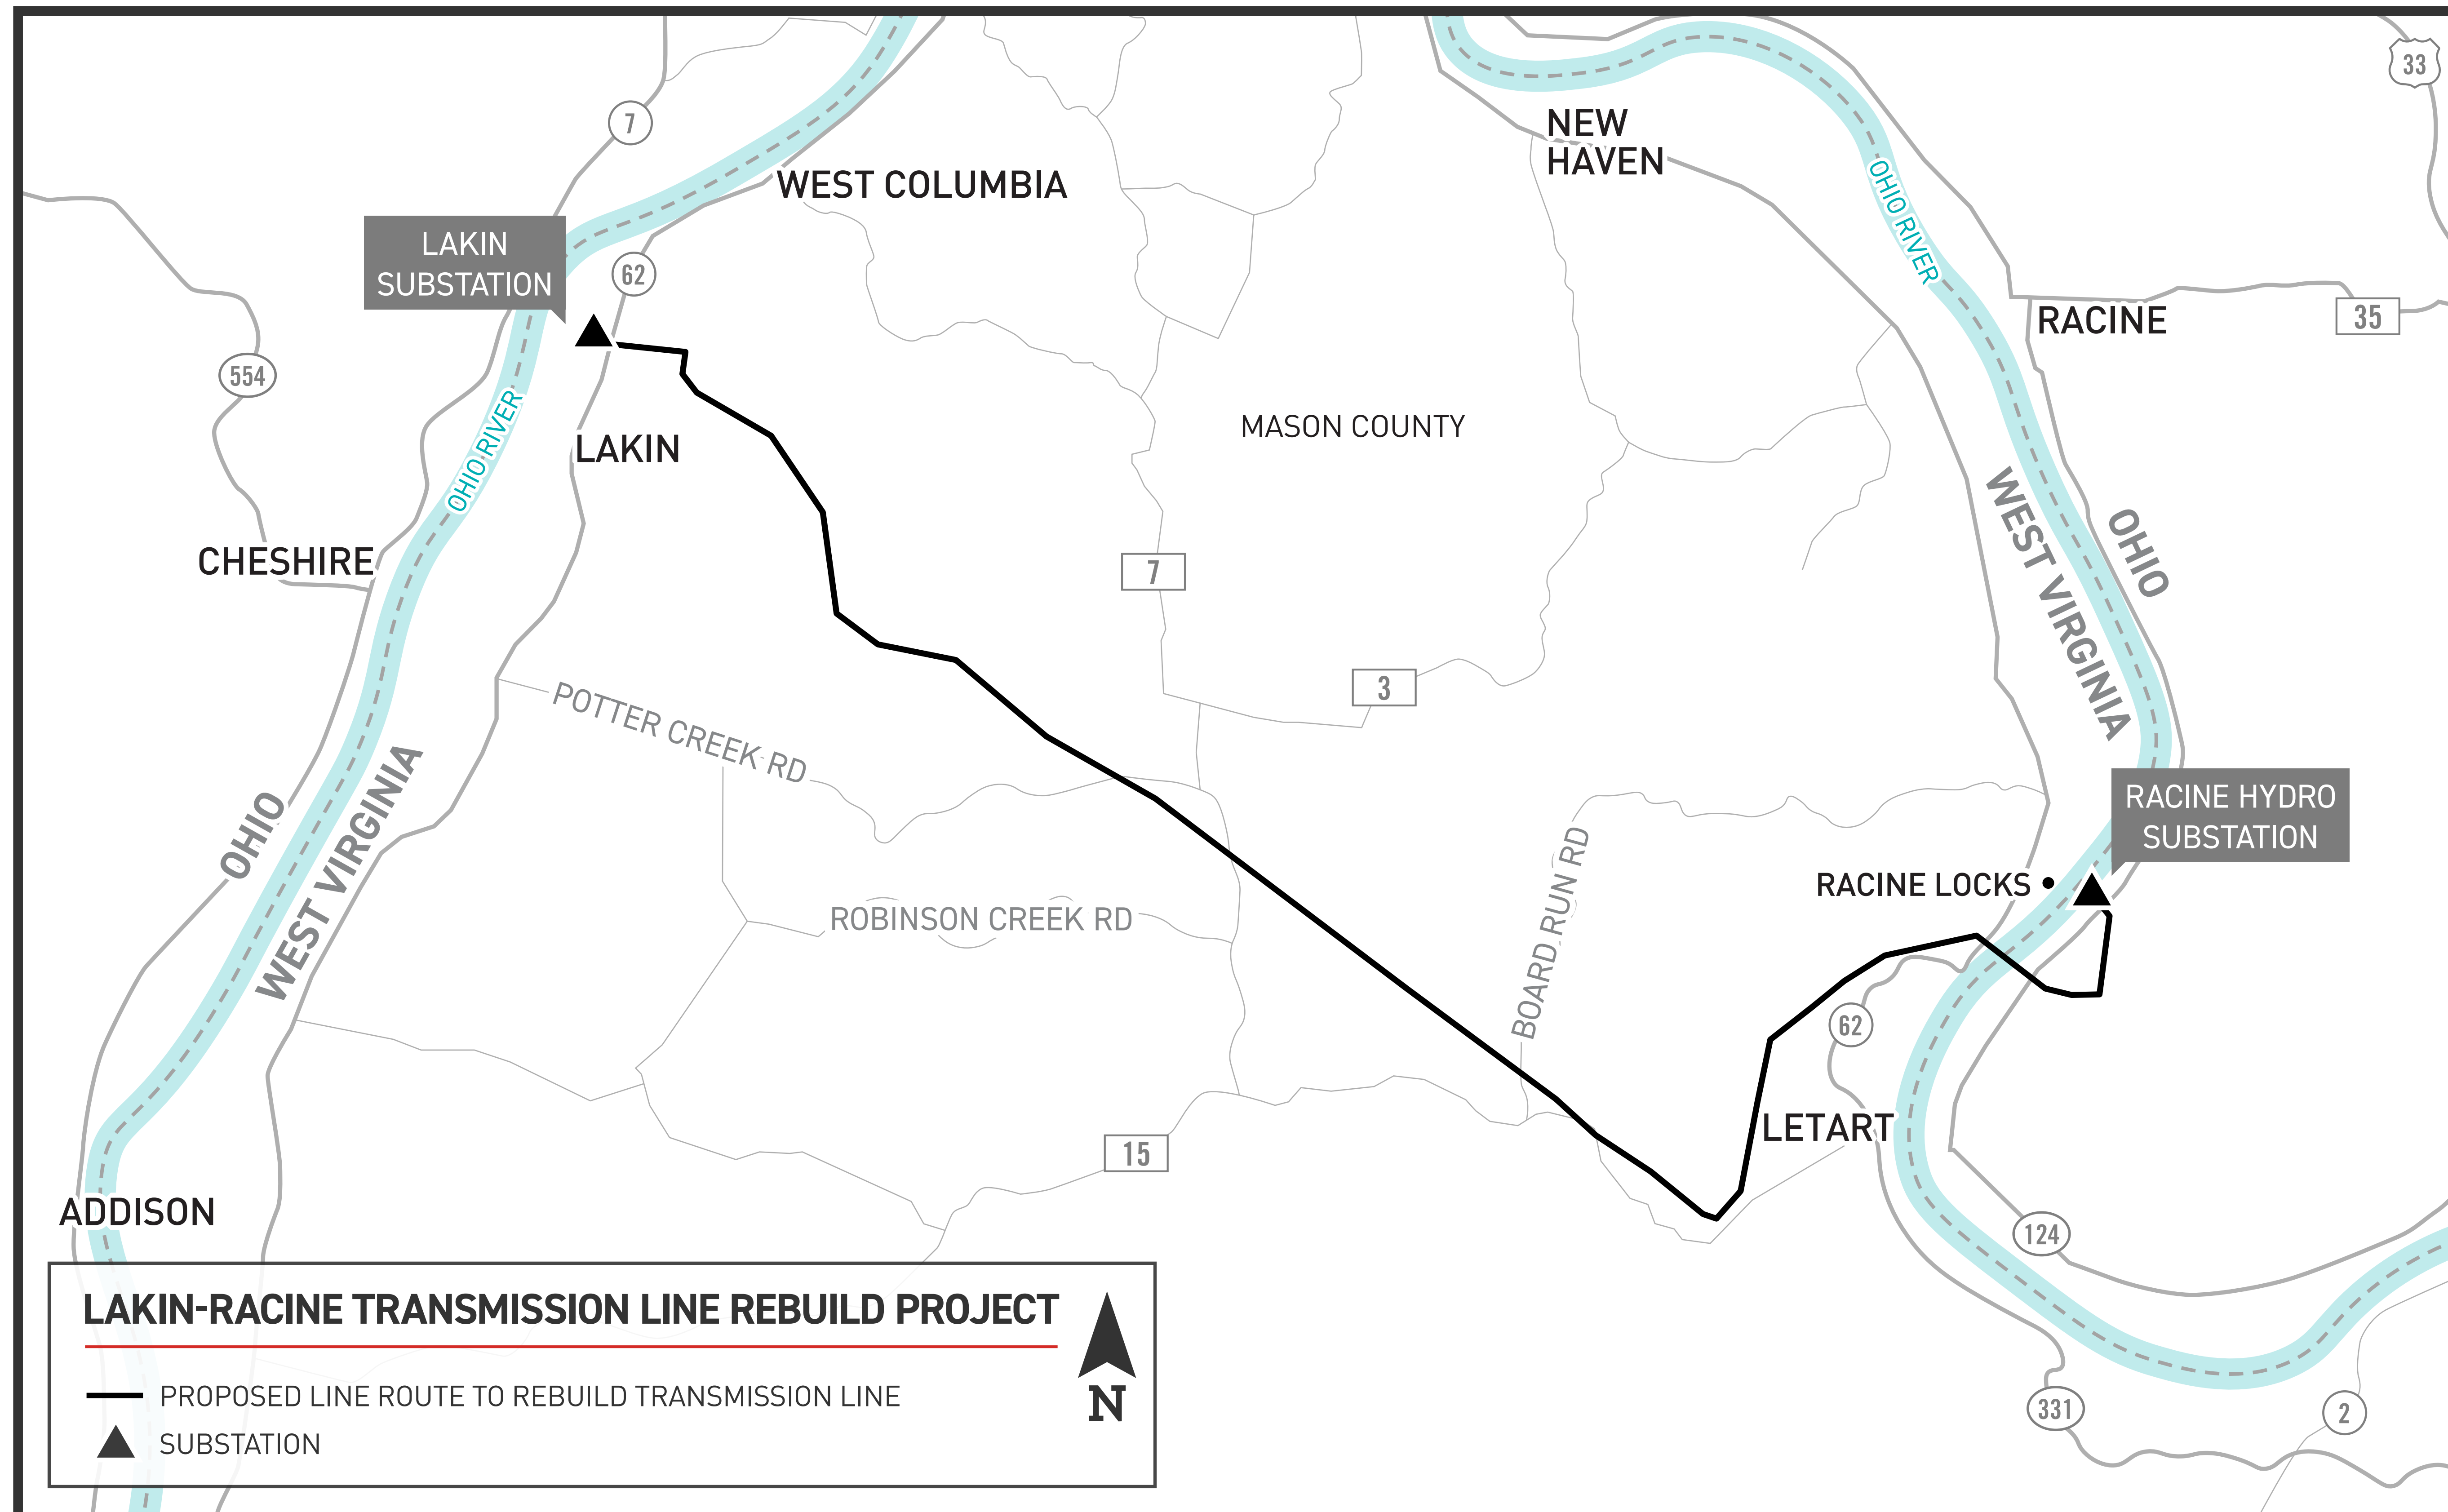 33
NEW
HAVEN
7
WEST COLUMBIA
OHIO RIVER
LAKIN
SUBSTATION
62
RACINE
35
554
OHIO RIVER
LAKIN
MASON COUNTY
WEST VIRGINIA
OHIO
CHESHIRE
7
3
POTTER CREEK RD
OHIO
WEST VIRGINIA
RACINE HYDRO
SUBSTATION
RACINE LOCKS
ROBINSON CREEK RD
BOARD RUN RD
62
LETART
15
ADDISON
124
LAKIN-RACINE TRANSMISSION LINE REBUILD PROJECT
PROPOSED LINE ROUTE TO REBUILD TRANSMISSION LINE
SUBSTATION
N
331
2